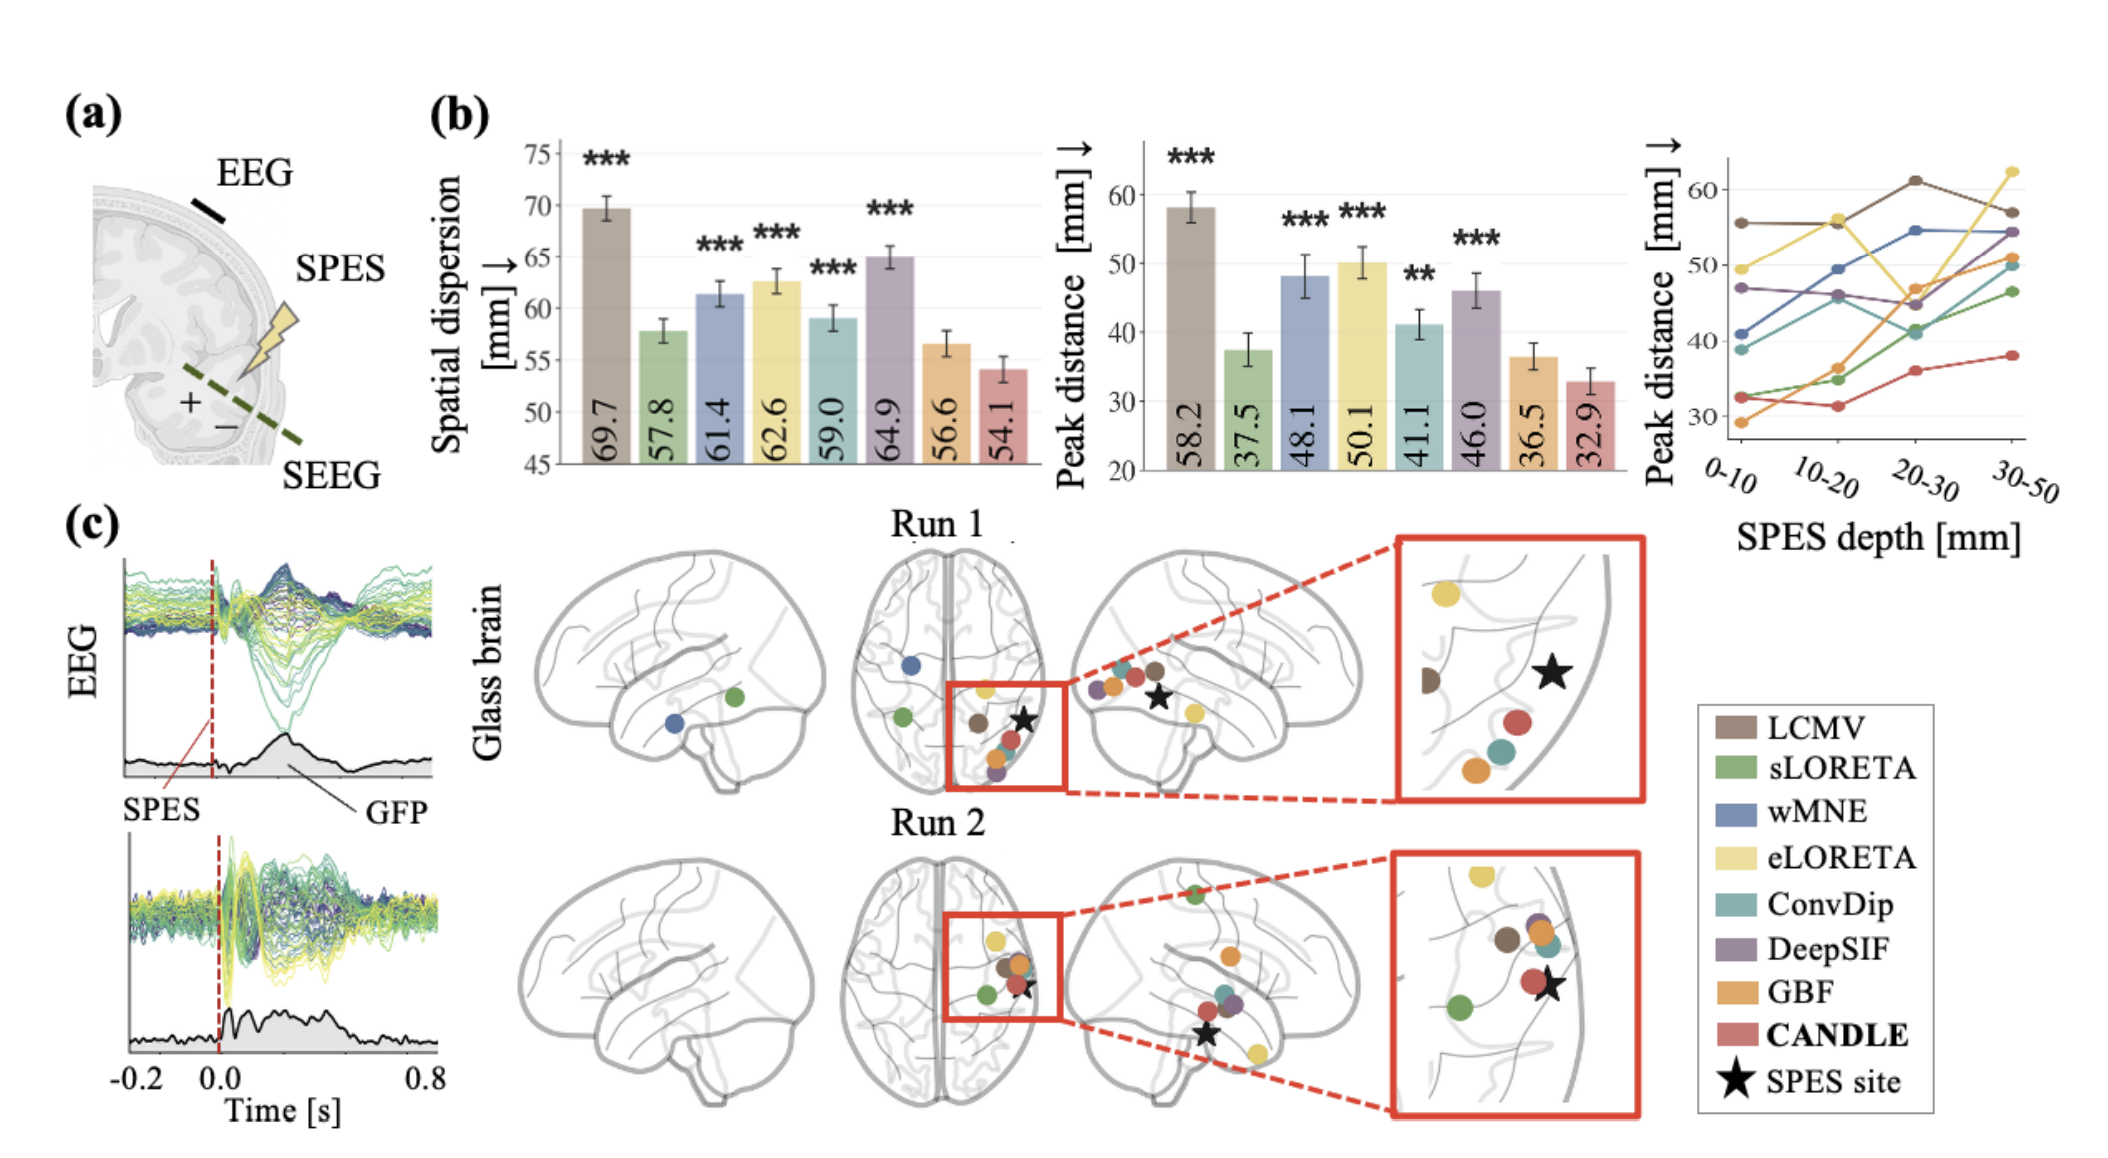 (a)
EEG
SPES
+
–
SEEG
(b)
Spatial dispersion
[mm] ↓
75
70
65
60
55
50
45
***
***
***
***
***
69.7
57.8
61.4
62.6
59.0
64.9
56.6
54.1
Peak distance [mm] ↓
60
50
40
30
20
***
***
***
**
***
58.2
37.5
48.1
50.1
41.1
46.0
36.5
32.9
Peak distance [mm] ↓
60
50
40
30
0-10
10-20
20-30
30-50
SPES depth [mm]
(c)
EEG
SPES
GFP
-0.2
0.0
0.8
Time [s]
Glass brain
Run 1
Run 2
LCMV
sLORETA
wMNE
eLORETA
ConvDip
DeepSIF
GBF
CANDLE
SPES site